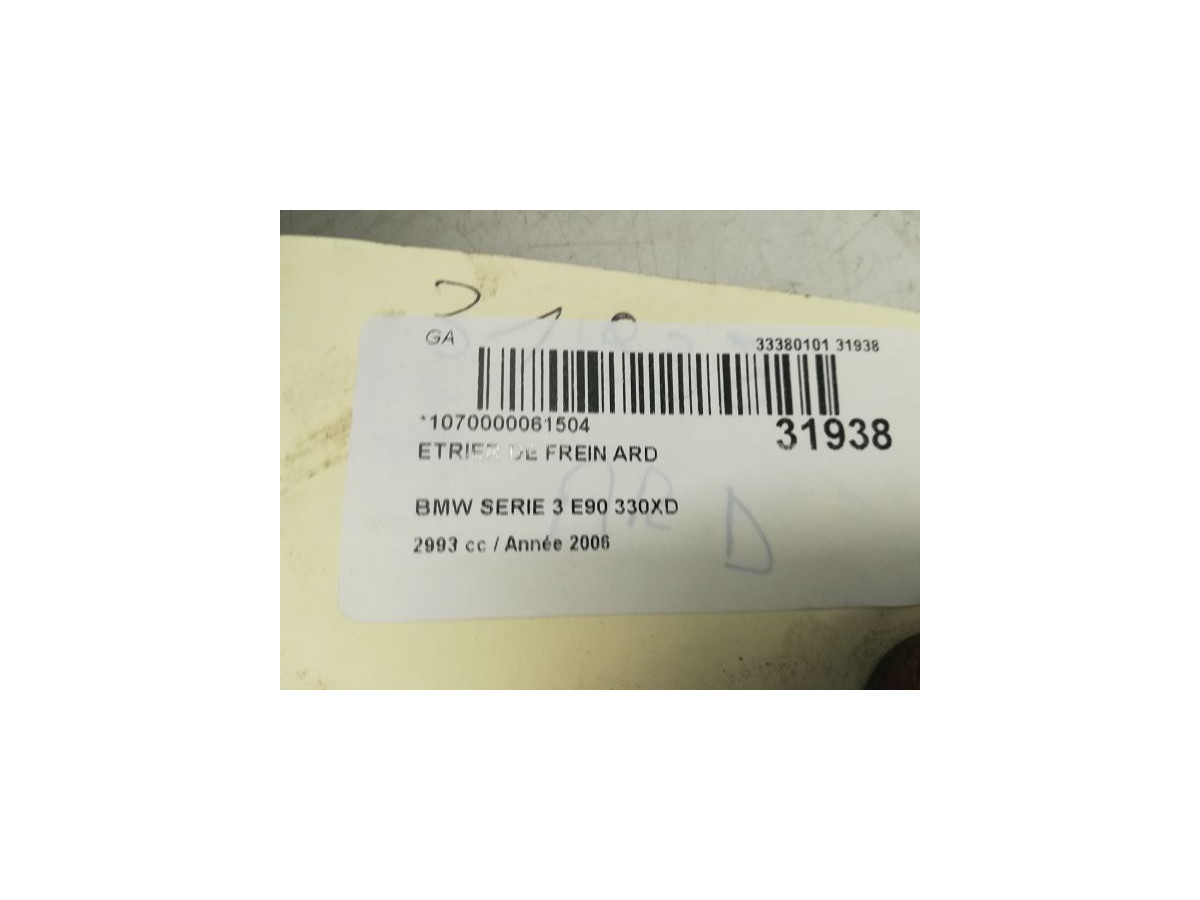 GA
33380101 31938
*1070000061504
31938
ETRIER DE FREIN ARD
BMW SERIE 3 E90 330XD
2993 cc / Année 2006
D